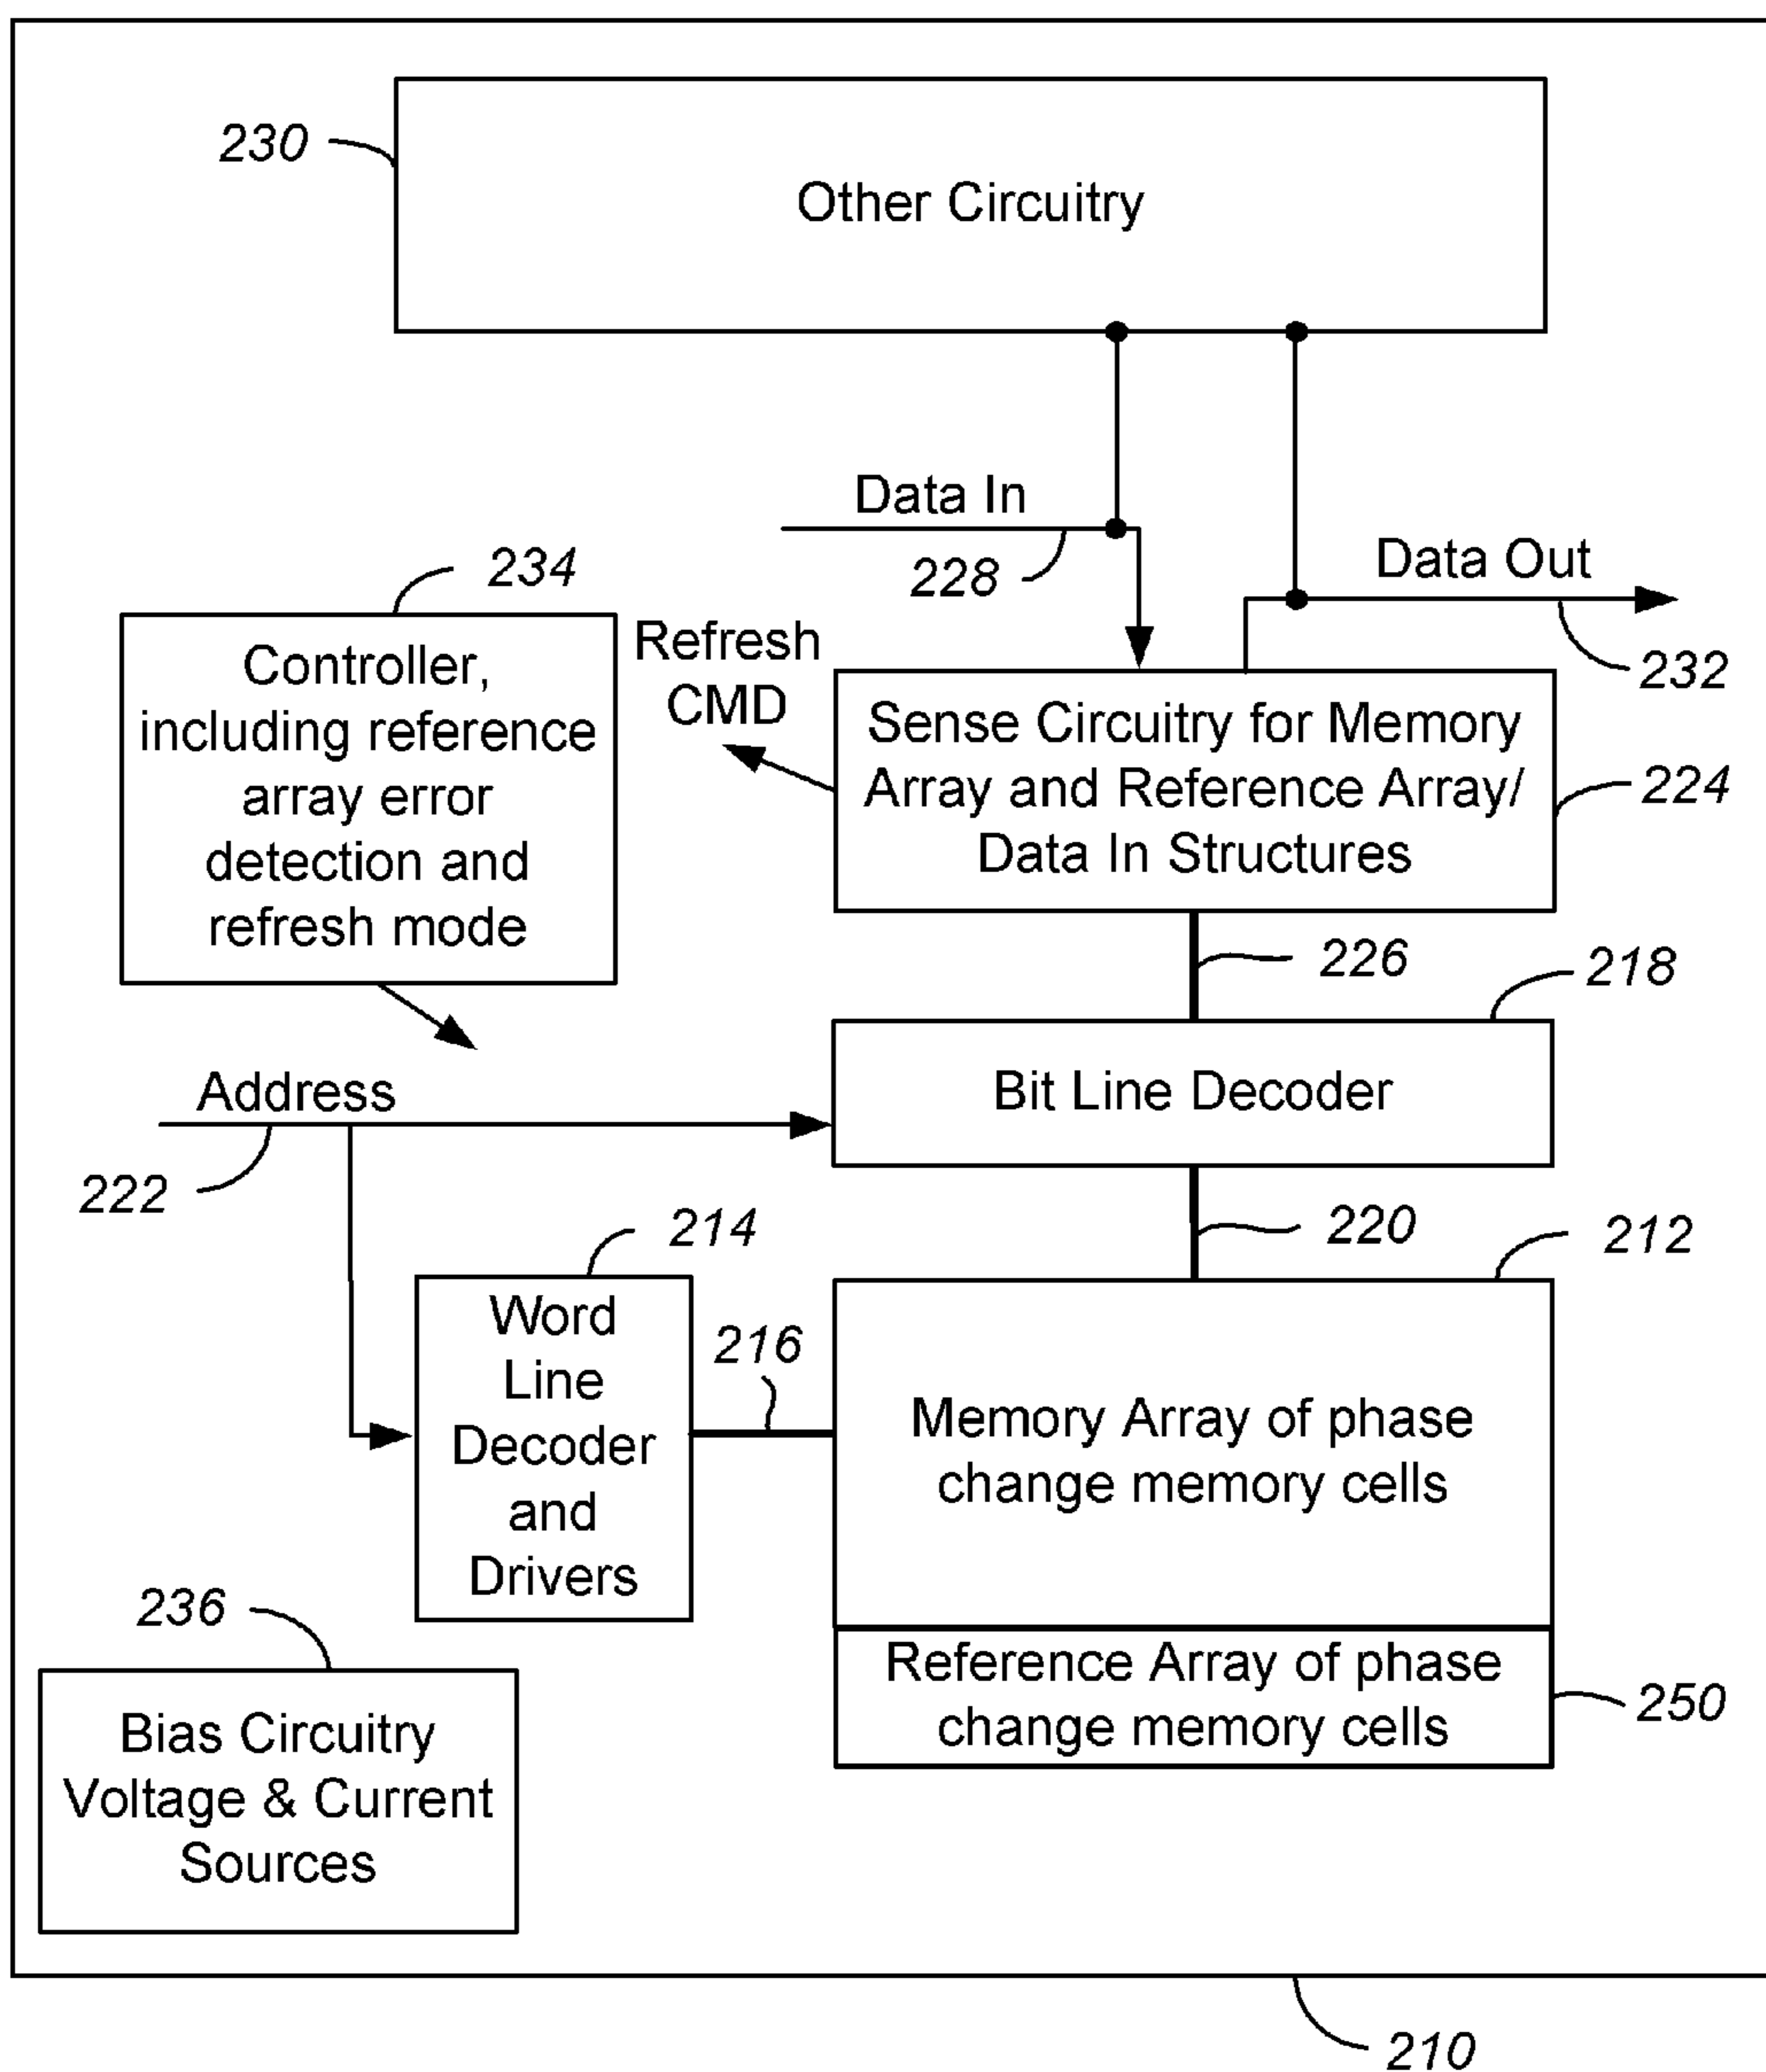 230
Other Circuitry
Data In
228
Data Out
232
234
Controller,
including reference
array error
detection and
refresh mode
Refresh
CMD
Sense Circuitry for Memory
Array and Reference Array/
Data In Structures
224
226
218
Bit Line Decoder
Address
222
220
214
212
Word
Line
Decoder
and
Drivers
216
Memory Array of phase
change memory cells
Reference Array of phase
change memory cells
250
236
Bias Circuitry
Voltage & Current
Sources
210